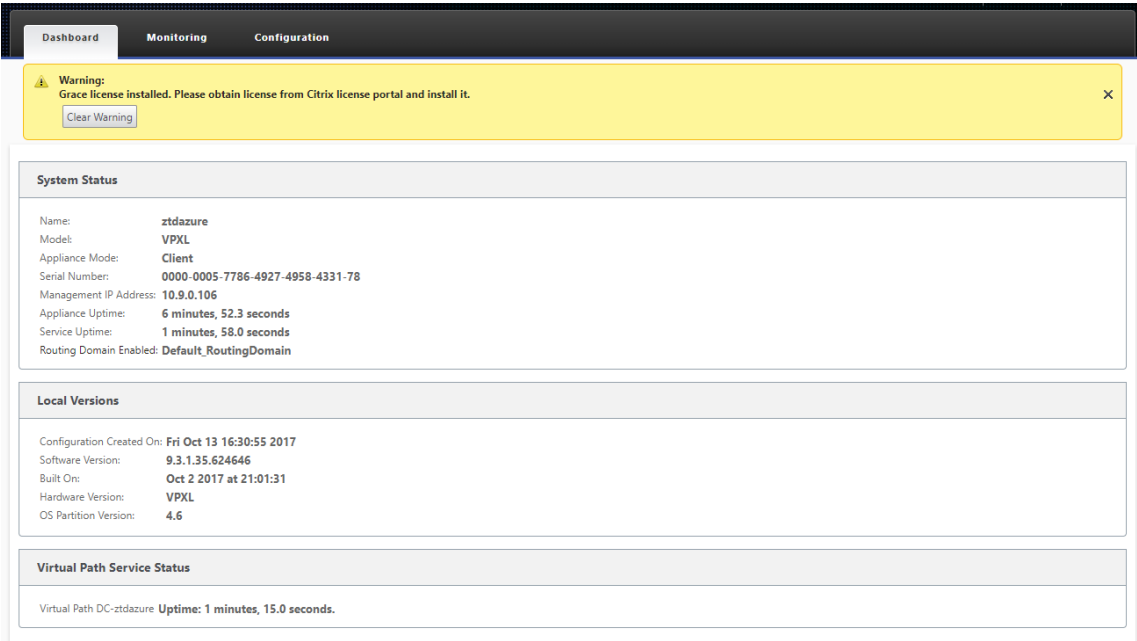 Dashboard Monitoring Configuration
Warning:
Grace license installed. Please obtain license from Citrix license portal and install it.
Clear Warning
System Status
Name: ztdazure
Model: VPXL
Appliance Mode: Client
Serial Number: 0000-0005-7786-4927-4958-4331-78
Management IP Address: 10.9.0.106
Appliance Uptime: 6 minutes, 52.3 seconds
Service Uptime: 1 minutes, 58.0 seconds
Routing Domain Enabled: Default_RoutingDomain
Local Versions
Configuration Created On: Fri Oct 13 16:30:55 2017
Software Version: 9.3.1.35.624646
Built On: Oct 2 2017 at 21:01:31
Hardware Version: VPXL
OS Partition Version: 4.6
Virtual Path Service Status
Virtual Path DC-ztdazure Uptime: 1 minutes, 15.0 seconds.